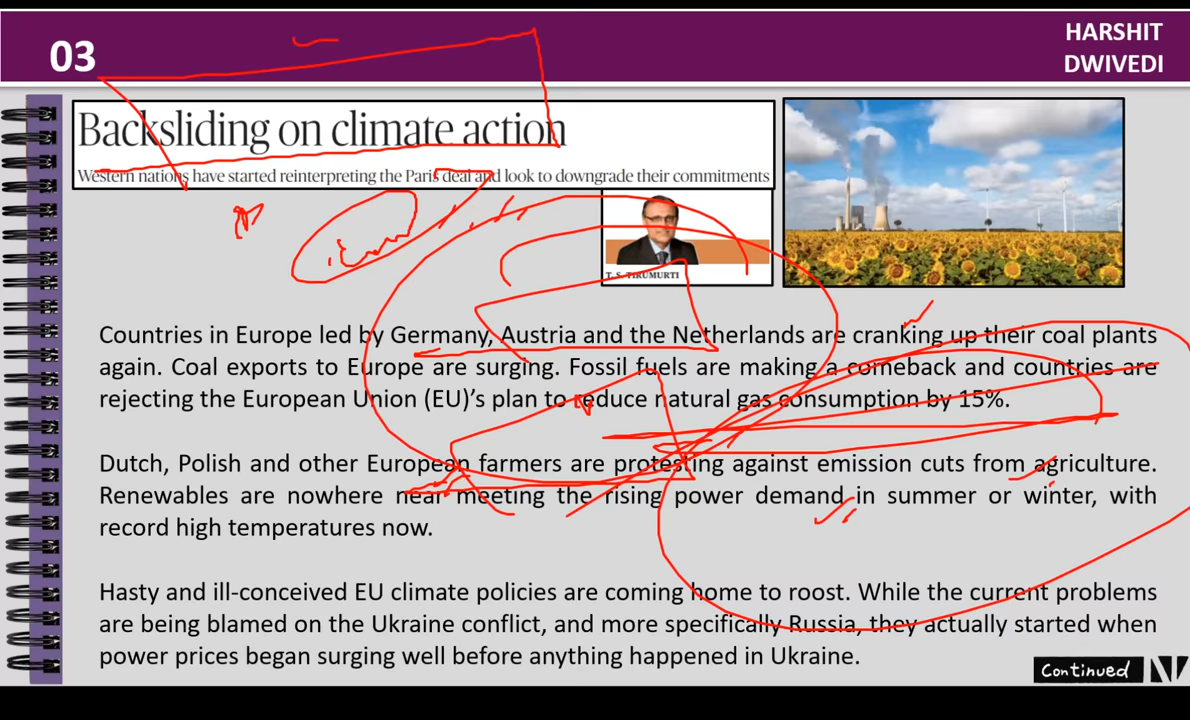 03
HARSHIT
DWIVEDI
Backsliding on climate action
Western nations have started reinterpreting the Paris deal and look to downgrade their commitments
T. S. TIRUMURTI
Countries in Europe led by Germany, Austria and the Netherlands are cranking up their coal plants
again. Coal exports to Europe are surging. Fossil fuels are making a comeback and countries are
rejecting the European Union (EU)’s plan to reduce natural gas consumption by 15%.
Dutch, Polish and other European farmers are protesting against emission cuts from agriculture.
Renewables are nowhere near meeting the rising power demand in summer or winter, with
record high temperatures now.
Hasty and ill-conceived EU climate policies are coming home to roost. While the current problems
are being blamed on the Ukraine conflict, and more specifically Russia, they actually started when
power prices began surging well before anything happened in Ukraine.
Continued